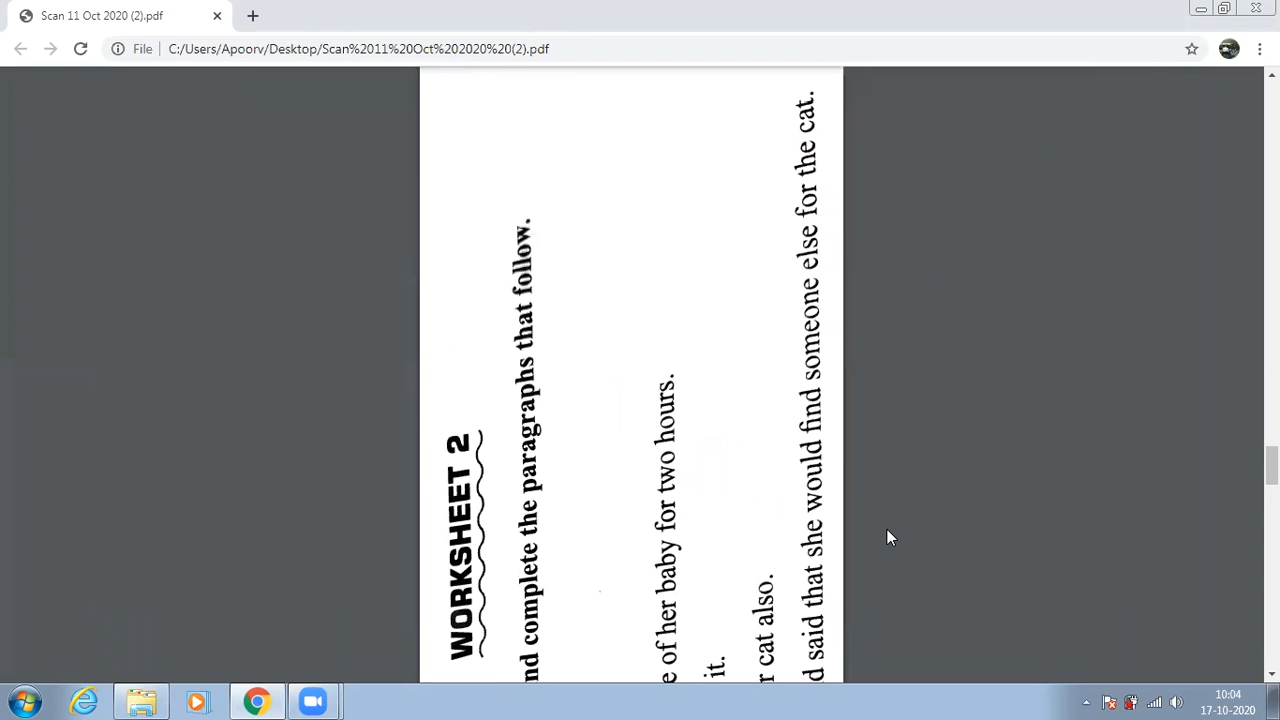 Scan 11 Oct 2020 (2).pdf
File
C:/Users/Apoorv/Desktop/Scan%2011%20Oct%202020%20(2).pdf
WORKSHEET 2
nd complete the paragraphs that follow.
e of her baby for two hours.
it.
r cat also.
d said that she would find someone else for the cat.
10:04
17-10-2020